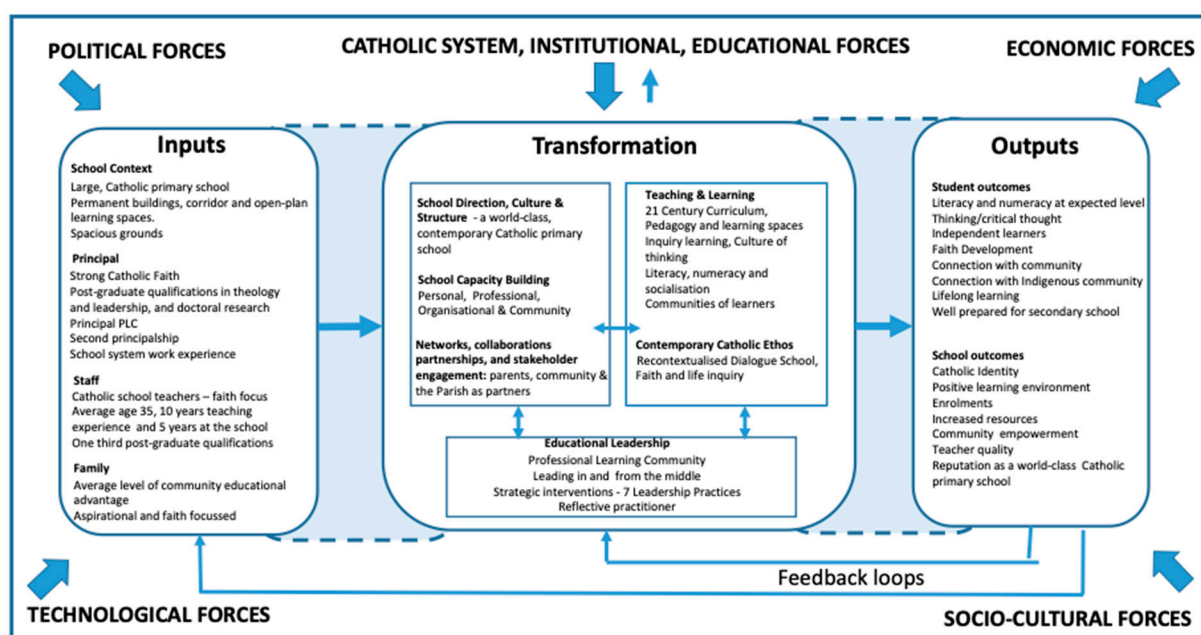 POLITICAL FORCES
CATHOLIC SYSTEM, INSTITUTIONAL, EDUCATIONAL FORCES
ECONOMIC FORCES
Inputs
School Context
Large, Catholic primary school
Permanent buildings, corridor and open-plan
learning spaces.
Spacious grounds
Principal
Strong Catholic Faith
Post-graduate qualifications in theology
and leadership, and doctoral research
Principal PLC
Second principalship
School system work experience
Staff
Catholic school teachers – faith focus
Average age 35, 10 years teaching
experience and 5 years at the school
One third post-graduate qualifications
Family
Average level of community educational
advantage
Aspirational and faith focussed
Transformation
School Direction, Culture &
Structure - a world-class,
contemporary Catholic primary
school
School Capacity Building
Personal, Professional,
Organisational & Community
Networks, collaborations
partnerships, and stakeholder
engagement: parents, community &
the Parish as partners
Teaching & Learning
21 Century Curriculum,
Pedagogy and learning spaces
Inquiry learning, Culture of
thinking
Literacy, numeracy and
socialisation
Communities of learners
Contemporary Catholic Ethos
Recontextualised Dialogue School,
Faith and life inquiry
Educational Leadership
Professional Learning Community
Leading in and from the middle
Strategic interventions - 7 Leadership Practices
Reflective practitioner
Outputs
Student outcomes
Literacy and numeracy at expected level
Thinking/critical thought
Independent learners
Faith Development
Connection with community
Connection with Indigenous community
Lifelong learning
Well prepared for secondary school
School outcomes
Catholic Identity
Positive learning environment
Enrolments
Increased resources
Community empowerment
Teacher quality
Reputation as a world-class Catholic
primary school
Feedback loops
TECHNOLOGICAL FORCES
SOCIO-CULTURAL FORCES